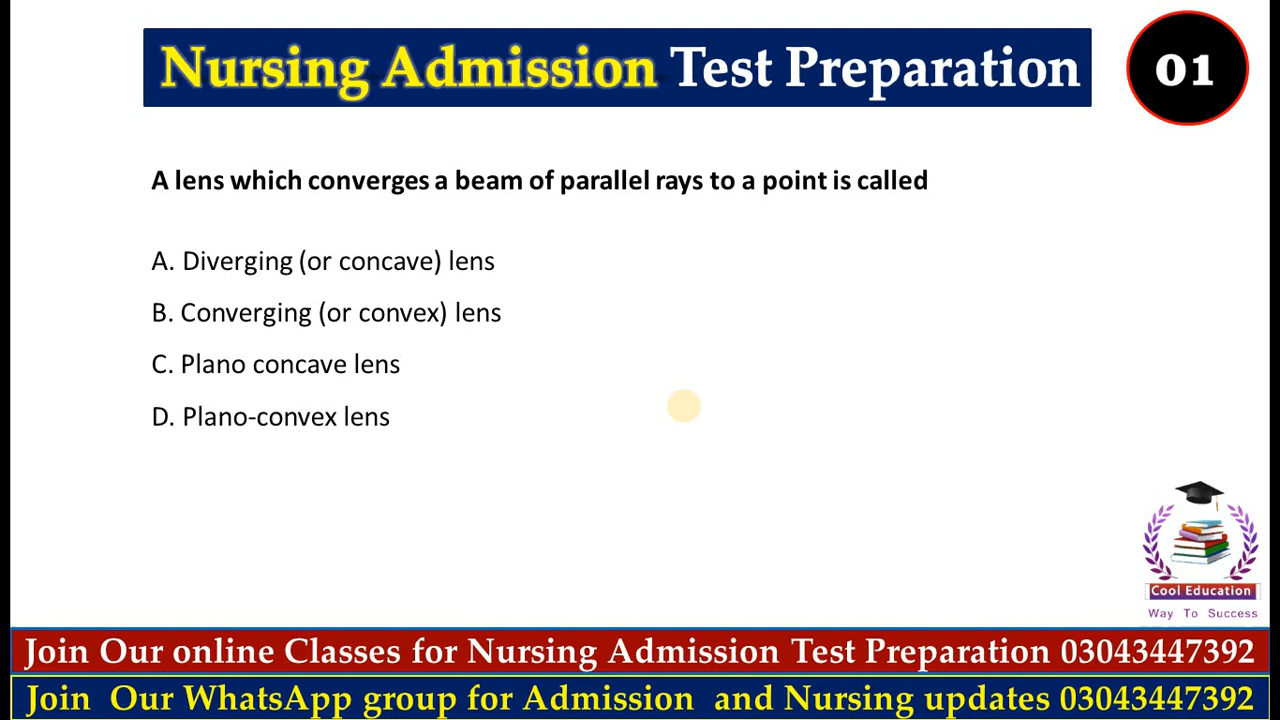 Nursing Admission Test Preparation
01
A lens which converges a beam of parallel rays to a point is called
A. Diverging (or concave) lens
B. Converging (or convex) lens
C. Plano concave lens
D. Plano-convex lens
Cool Education
Way To Success
Join Our online Classes for Nursing Admission Test Preparation 03043447392
Join Our WhatsApp group for Admission and Nursing updates 03043447392